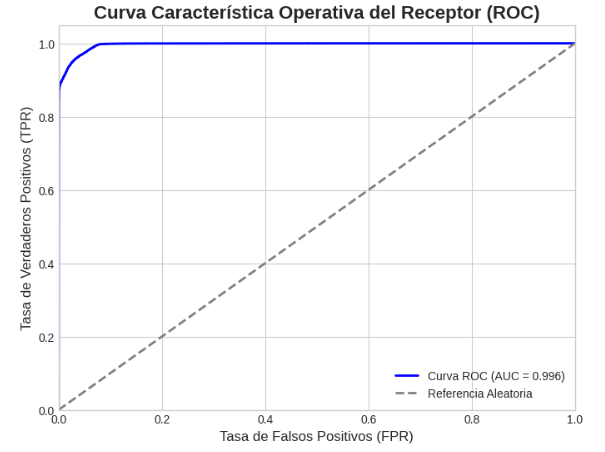 Curva Característica Operativa del Receptor (ROC)
Tasa de Verdaderos Positivos (TPR)
1.0
0.8
0.6
0.4
0.2
0.0
Curva ROC (AUC = 0.996)
Referencia Aleatoria
0.0 0.2 0.4 0.6 0.8 1.0
Tasa de Falsos Positivos (FPR)